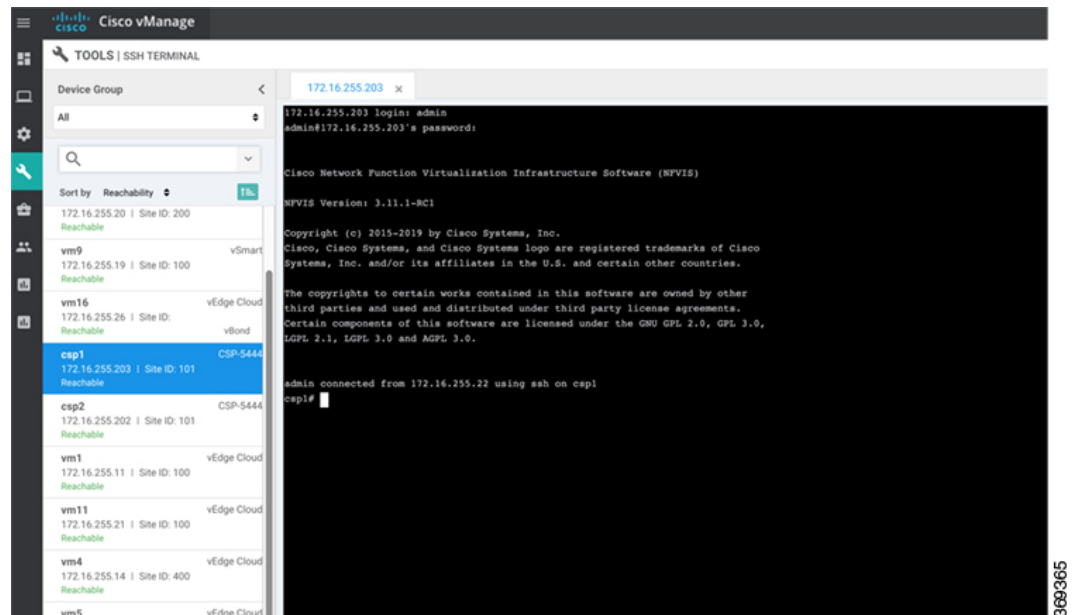 cisco Cisco vManage
TOOLS | SSH TERMINAL
Device Group
All
Sort by Reachability
172.16.255.20 | Site ID: 200
Reachable
vm9 vSmart
172.16.255.19 | Site ID: 100
Reachable
vm16 vEdge Cloud
172.16.255.26 | Site ID:
Reachable vBond
csp1 CSP-5444
172.16.255.203 | Site ID: 101
Reachable
csp2 CSP-5444
172.16.255.202 | Site ID: 101
Reachable
vm1 vEdge Cloud
172.16.255.11 | Site ID: 100
Reachable
vm11 vEdge Cloud
172.16.255.21 | Site ID: 100
Reachable
vm4 vEdge Cloud
172.16.255.14 | Site ID: 400
Reachable
vm5 vEdge Cloud
172.16.255.203 x
172.16.255.203 login: admin
admin@172.16.255.203's password:
Cisco Network Function Virtualization Infrastructure Software (NFVIS)
NFVIS Version: 3.11.1-RC1
Copyright (c) 2015-2019 by Cisco Systems, Inc.
Cisco, Cisco Systems, and Cisco Systems logo are registered trademarks of Cisco
Systems, Inc. and/or its affiliates in the U.S. and certain other countries.
The copyrights to certain works contained in this software are owned by other
third parties and used and distributed under third party license agreements.
Certain components of this software are licensed under the GNU GPL 2.0, GPL 3.0,
LGPL 2.1, LGPL 3.0 and AGPL 3.0.
admin connected from 172.16.255.22 using ssh on csp1
csp1#
369365